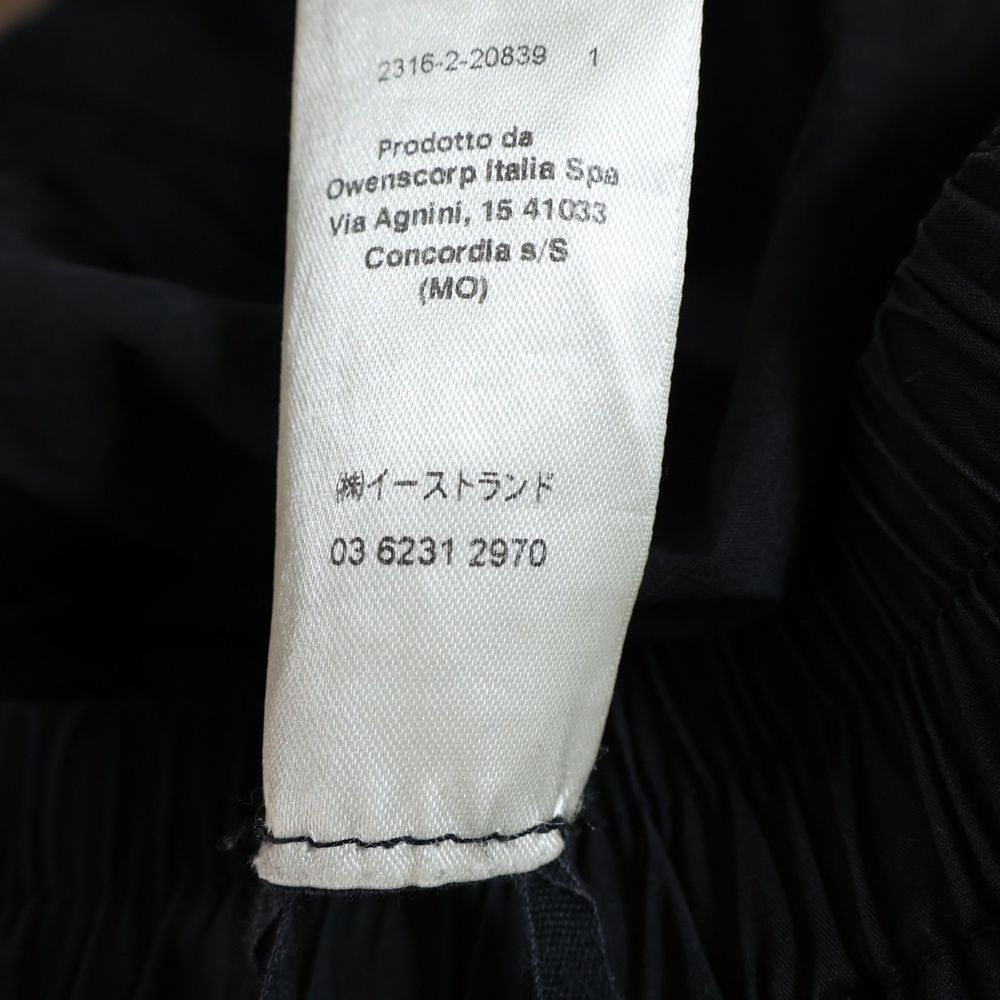 2316-2-20839 1
Prodotto da
Owenscorp Italia Spa
Via Agnini, 15 41033
Concordia s/S
(MO)
㈱イーストランド
03 6231 2970